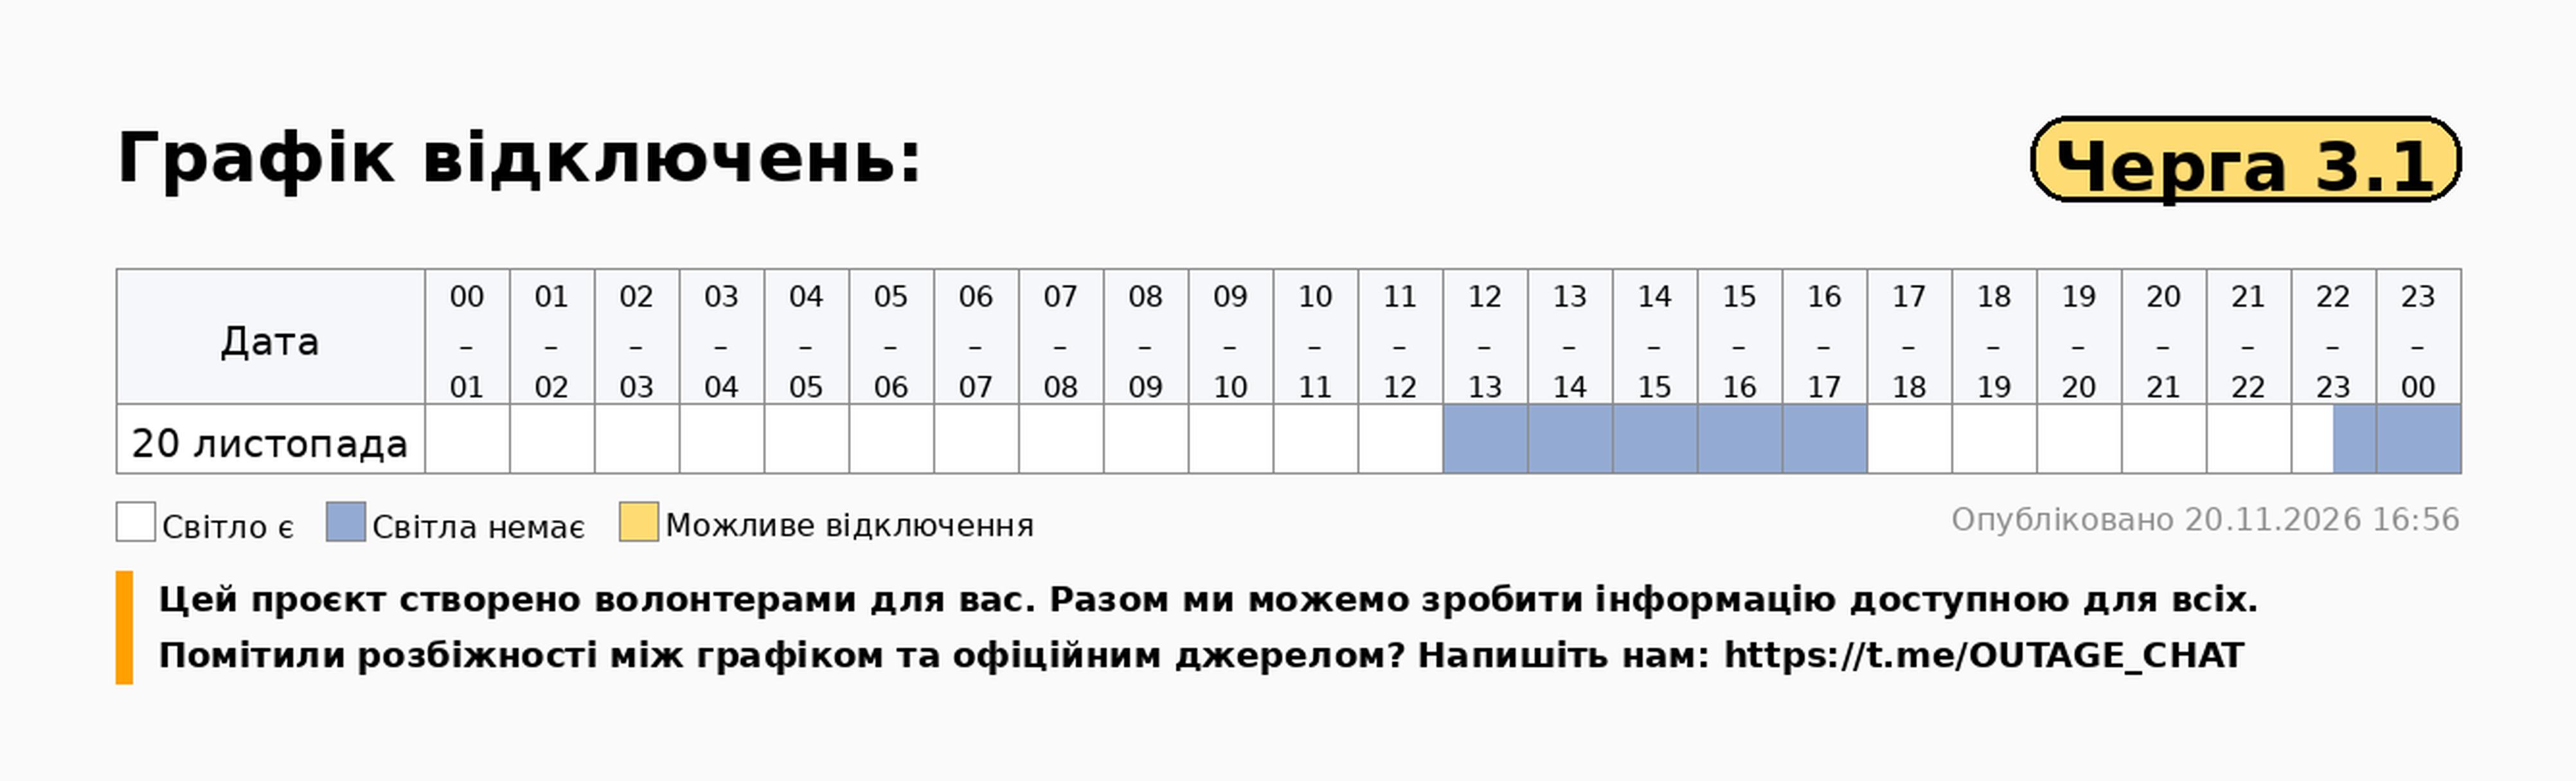 Графік відключень:
Черга 3.1
Дата
00 – 01
01 – 02
02 – 03
03 – 04
04 – 05
05 – 06
06 – 07
07 – 08
08 – 09
09 – 10
10 – 11
11 – 12
12 – 13
13 – 14
14 – 15
15 – 16
16 – 17
17 – 18
18 – 19
19 – 20
20 – 21
21 – 22
22 – 23
23 – 00
20 листопада
Світло є
Світла немає
Можливе відключення
Опубліковано 20.11.2026 16:56
Цей проєкт створено волонтерами для вас. Разом ми можемо зробити інформацію доступною для всіх.
Помітили розбіжності між графіком та офіційним джерелом? Напишіть нам: https://t.me/OUTAGE_CHAT